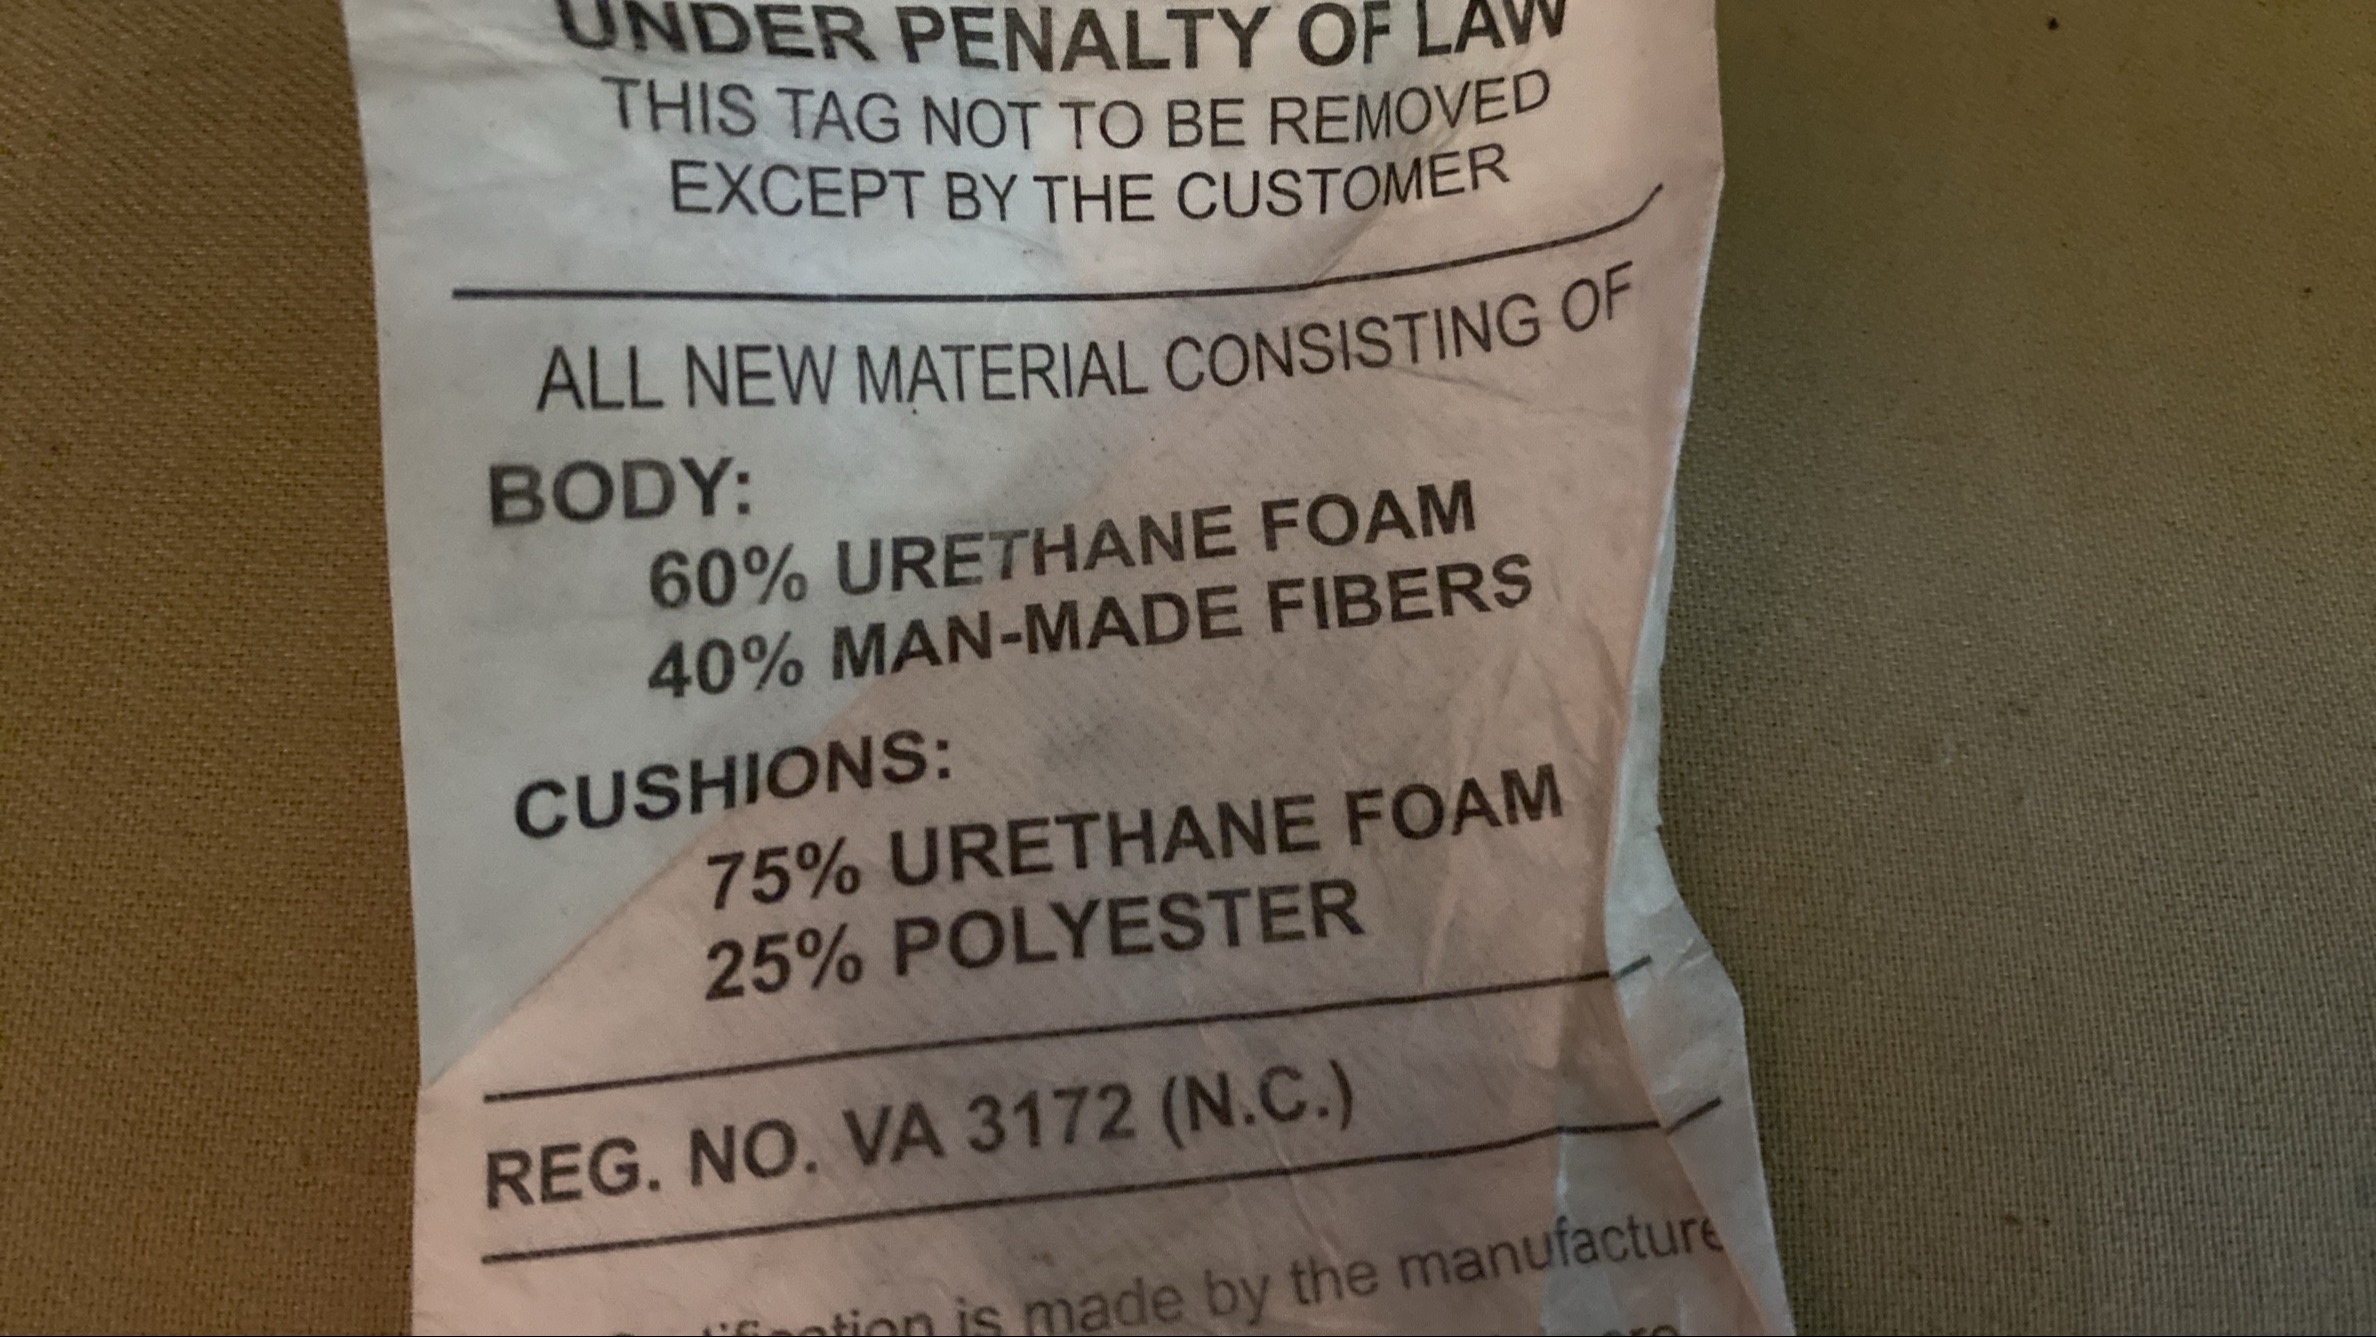 UNDER PENALTY OF LAW
THIS TAG NOT TO BE REMOVED
EXCEPT BY THE CUSTOMER
ALL NEW MATERIAL CONSISTING OF
BODY:
60% URETHANE FOAM
40% MAN-MADE FIBERS
CUSHIONS:
75% URETHANE FOAM
25% POLYESTER
REG. NO. VA 3172 (N.C.)
is made by the manufacture